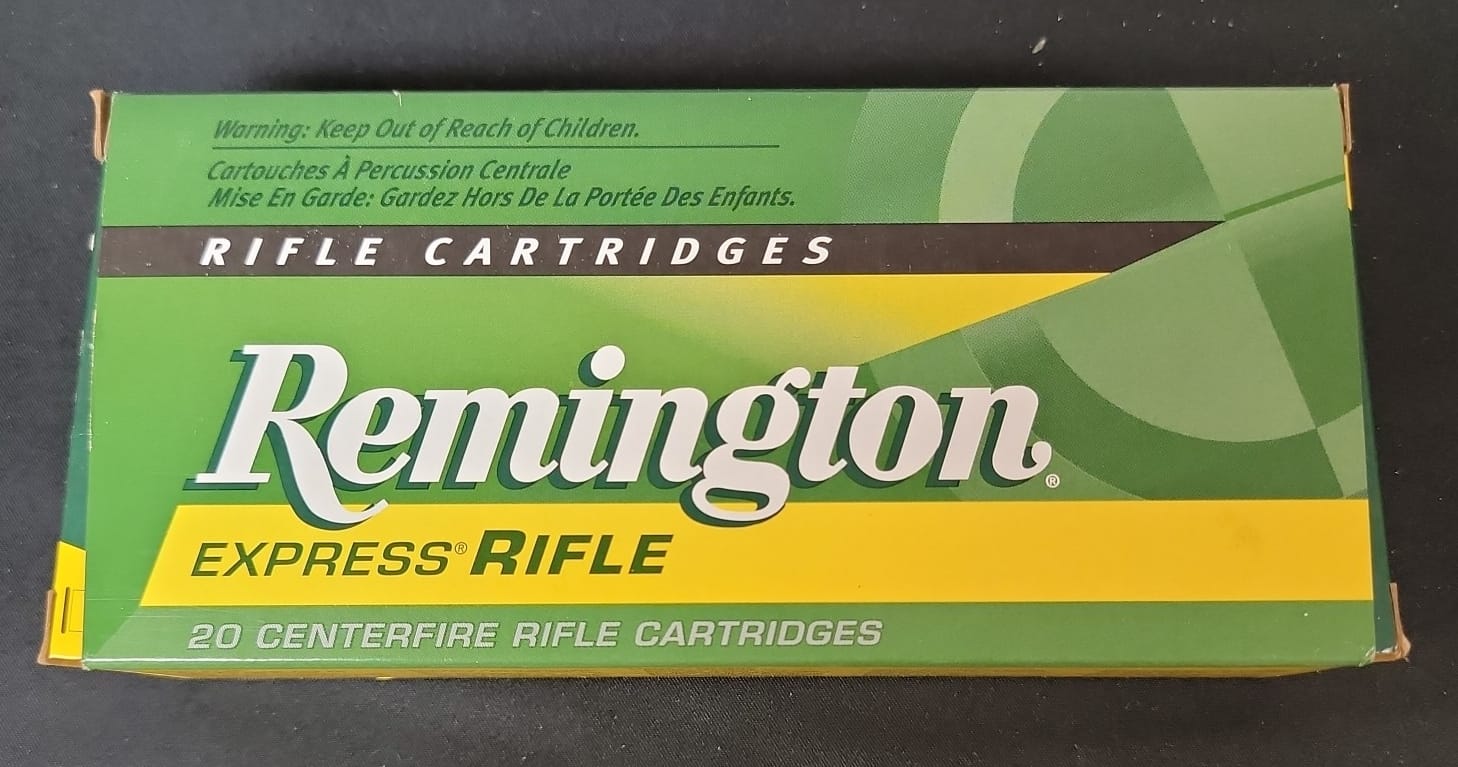 Warning: Keep Out of Reach of Children.
Cartouches À Percussion Centrale
Mise En Garde: Gardez Hors De La Portée Des Enfants.
RIFLE CARTRIDGES
Remington®
EXPRESS® RIFLE
20 CENTERFIRE RIFLE CARTRIDGES